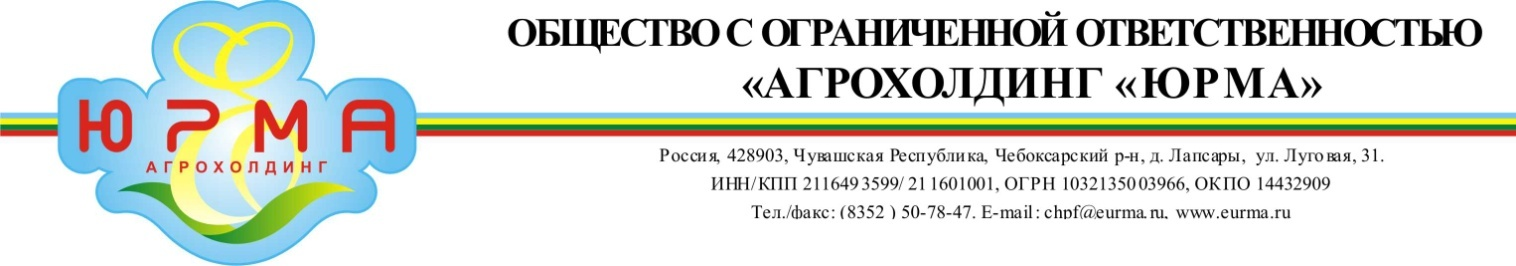 ЮРМА
АГРОХОЛДИНГ
ОБЩЕСТВО С ОГРАНИЧЕННОЙ ОТВЕТСТВЕННОСТЬЮ
«АГРОХОЛДИНГ «ЮРМА»
Россия, 428903, Чувашская Республика, Чебоксарский р-н, д. Лапсары, ул. Луговая, 31.
ИНН/КПП 2116493599/211601001, ОГРН 1032135003966, ОКПО 14432909
Тел./факс: (8352 ) 50-78-47. E-mail: chpf@eurma.ru, www.eurma.ru